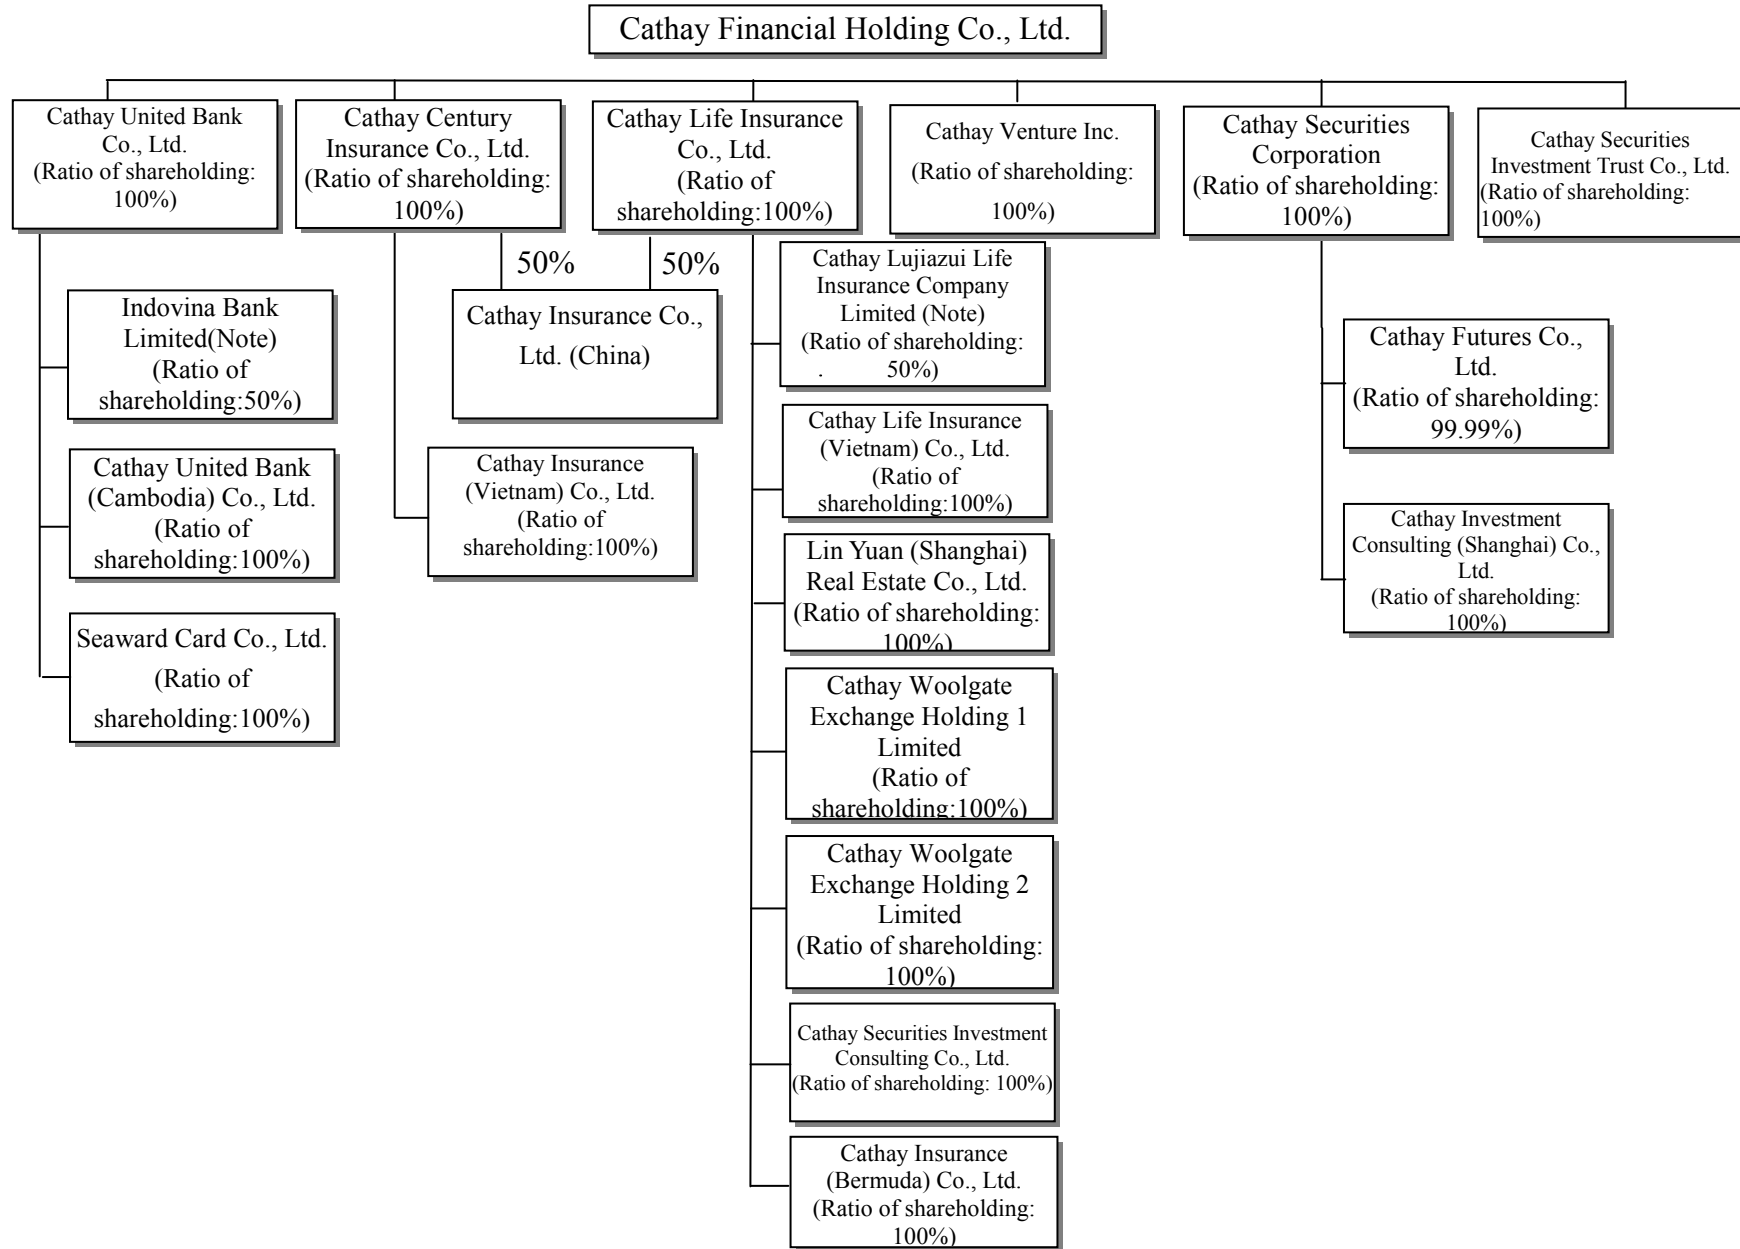 Cathay Financial Holding Co., Ltd.
Cathay United Bank
Co., Ltd.
(Ratio of shareholding:
100%)
Cathay Century
Insurance Co., Ltd.
(Ratio of shareholding:
100%)
Cathay Life Insurance
Co., Ltd.
(Ratio of
shareholding:100%)
Cathay Venture Inc.
(Ratio of shareholding:
100%)
Cathay Securities
Corporation
(Ratio of shareholding:
100%)
Cathay Securities
Investment Trust Co., Ltd.
(Ratio of shareholding:
100%)
Indovina Bank
Limited(Note)
(Ratio of
shareholding:50%)
Cathay United Bank
(Cambodia) Co., Ltd.
(Ratio of
shareholding:100%)
Seaward Card Co., Ltd.
(Ratio of
shareholding:100%)
50%
50%
Cathay Insurance Co.,
Ltd. (China)
Cathay Insurance
(Vietnam) Co., Ltd.
(Ratio of
shareholding:100%)
Cathay Lujiazui Life
Insurance Company
Limited (Note)
(Ratio of shareholding:
. 50%)
Cathay Life Insurance
(Vietnam) Co., Ltd.
(Ratio of
shareholding:100%)
Lin Yuan (Shanghai)
Real Estate Co., Ltd.
(Ratio of shareholding:
100%)
Cathay Woolgate
Exchange Holding 1
Limited
(Ratio of
shareholding:100%)
Cathay Woolgate
Exchange Holding 2
Limited
(Ratio of shareholding:
100%)
Cathay Securities Investment
Consulting Co., Ltd.
(Ratio of shareholding: 100%)
Cathay Insurance
(Bermuda) Co., Ltd.
(Ratio of shareholding:
100%)
Cathay Futures Co.,
Ltd.
(Ratio of shareholding:
99.99%)
Cathay Investment
Consulting (Shanghai) Co.,
Ltd.
(Ratio of shareholding:
100%)